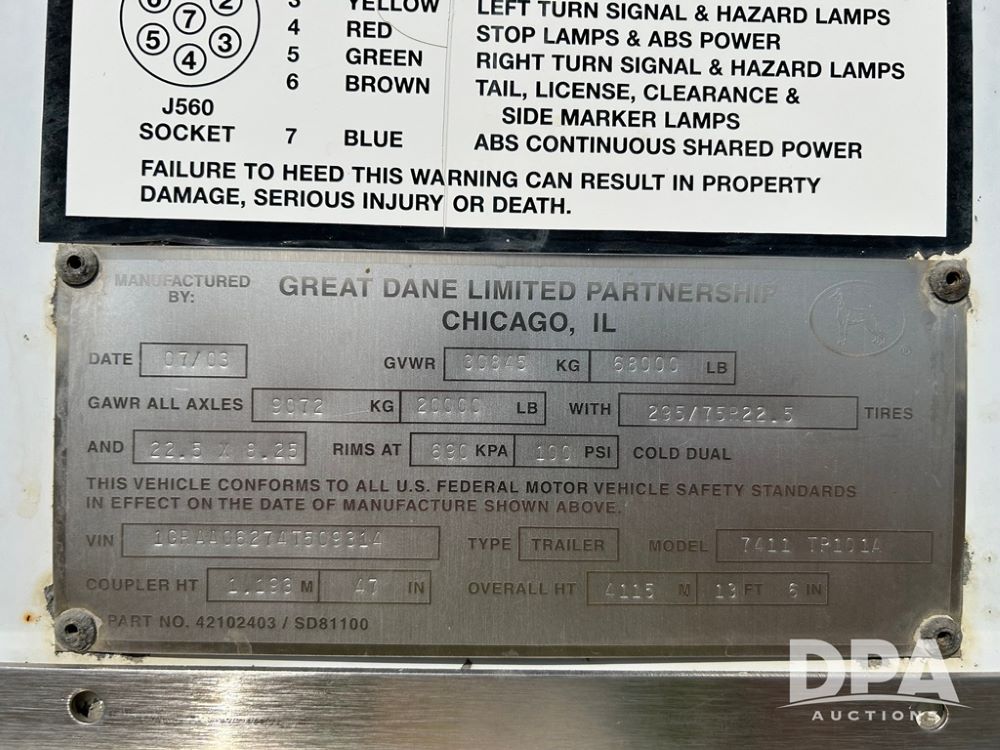 6 2
7
5 3
4
J560
SOCKET
3 YELLOW LEFT TURN SIGNAL & HAZARD LAMPS
4 RED STOP LAMPS & ABS POWER
5 GREEN RIGHT TURN SIGNAL & HAZARD LAMPS
6 BROWN TAIL, LICENSE, CLEARANCE &
SIDE MARKER LAMPS
7 BLUE ABS CONTINUOUS SHARED POWER
FAILURE TO HEED THIS WARNING CAN RESULT IN PROPERTY
DAMAGE, SERIOUS INJURY OR DEATH.
MANUFACTURED
BY:
GREAT DANE LIMITED PARTNERSHIP
CHICAGO, IL
DATE 07/03 GVWR 30845 KG 68000 LB
GAWR ALL AXLES 9072 KG 20000 LB WITH 295/75R22.5 TIRES
AND 22.5 X 8.25 RIMS AT 690 KPA 100 PSI COLD DUAL
THIS VEHICLE CONFORMS TO ALL U.S. FEDERAL MOTOR VEHICLE SAFETY STANDARDS
IN EFFECT ON THE DATE OF MANUFACTURE SHOWN ABOVE.
VIN TYPE TRAILER MODEL 7411
COUPLER HT 1.193 M 47 IN OVERALL HT 4115 M 13 FT 6 IN
PART NO. 42102403 / SD81100
DPA
AUCTIONS